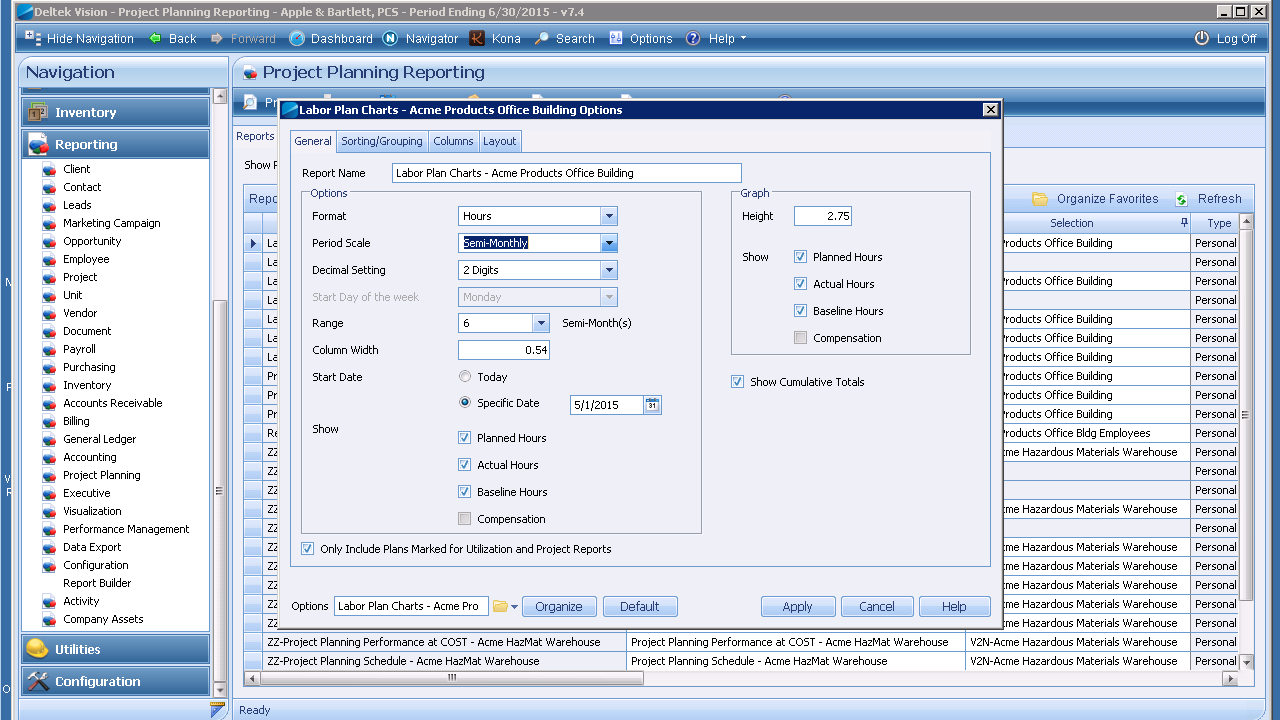 Deltek Vision - Project Planning Reporting - Apple & Bartlett, PCS - Period Ending 6/30/2015 - v7.4
Hide Navigation Back Forward Dashboard Navigator Kona Search Options Help Log Off
Navigation
Project Planning Reporting
Inventory
Reporting
Client
Contact
Leads
Marketing Campaign
Opportunity
Employee
Project
Unit
Vendor
Document
Payroll
Purchasing
Inventory
Accounts Receivable
Billing
General Ledger
Accounting
Project Planning
Executive
Visualization
Performance Management
Data Export
Configuration
Report Builder
Activity
Company Assets
Utilities
Configuration
Reports
Labor Plan Charts - Acme Products Office Building Options
General Sorting/Grouping Columns Layout
Report Name Labor Plan Charts - Acme Products Office Building
Options
Format Hours
Period Scale Semi-Monthly
Decimal Setting 2 Digits
Start Day of the week Monday
Range 6 Semi-Month(s)
Column Width 0.54
Start Date Today
Specific Date 5/1/2015 31
Show
Planned Hours
Actual Hours
Baseline Hours
Compensation
Only Include Plans Marked for Utilization and Project Reports
Graph
Height 2.75
Show Planned Hours
Actual Hours
Baseline Hours
Compensation
Show Cumulative Totals
Options Labor Plan Charts - Acme Pro Organize Default Apply Cancel Help
Organize Favorites Refresh
Selection Type
Products Office Building Personal
Personal
Products Office Building Personal
Personal
Products Office Building Personal
Products Office Building Personal
Products Office Building Personal
Products Office Building Personal
Products Office Building Personal
Products Office Building Personal
Products Office Bldg Employees Personal
Acme Hazardous Materials Warehouse Personal
Personal
Personal
Acme Hazardous Materials Warehouse Personal
Personal
Acme Hazardous Materials Warehouse Personal
Acme Hazardous Materials Warehouse Personal
Acme Hazardous Materials Warehouse Personal
Acme Hazardous Materials Warehouse Personal
Acme Hazardous Materials Warehouse Personal
ZZ-Project Planning Performance at COST - Acme HazMat Warehouse Project Planning Performance at COST - Acme HazMat Warehouse V2N-Acme Hazardous Materials Warehouse Personal
ZZ-Project Planning Schedule - Acme HazMat Warehouse Project Planning Schedule - Acme HazMat Warehouse V2N-Acme Hazardous Materials Warehouse Personal
Ready